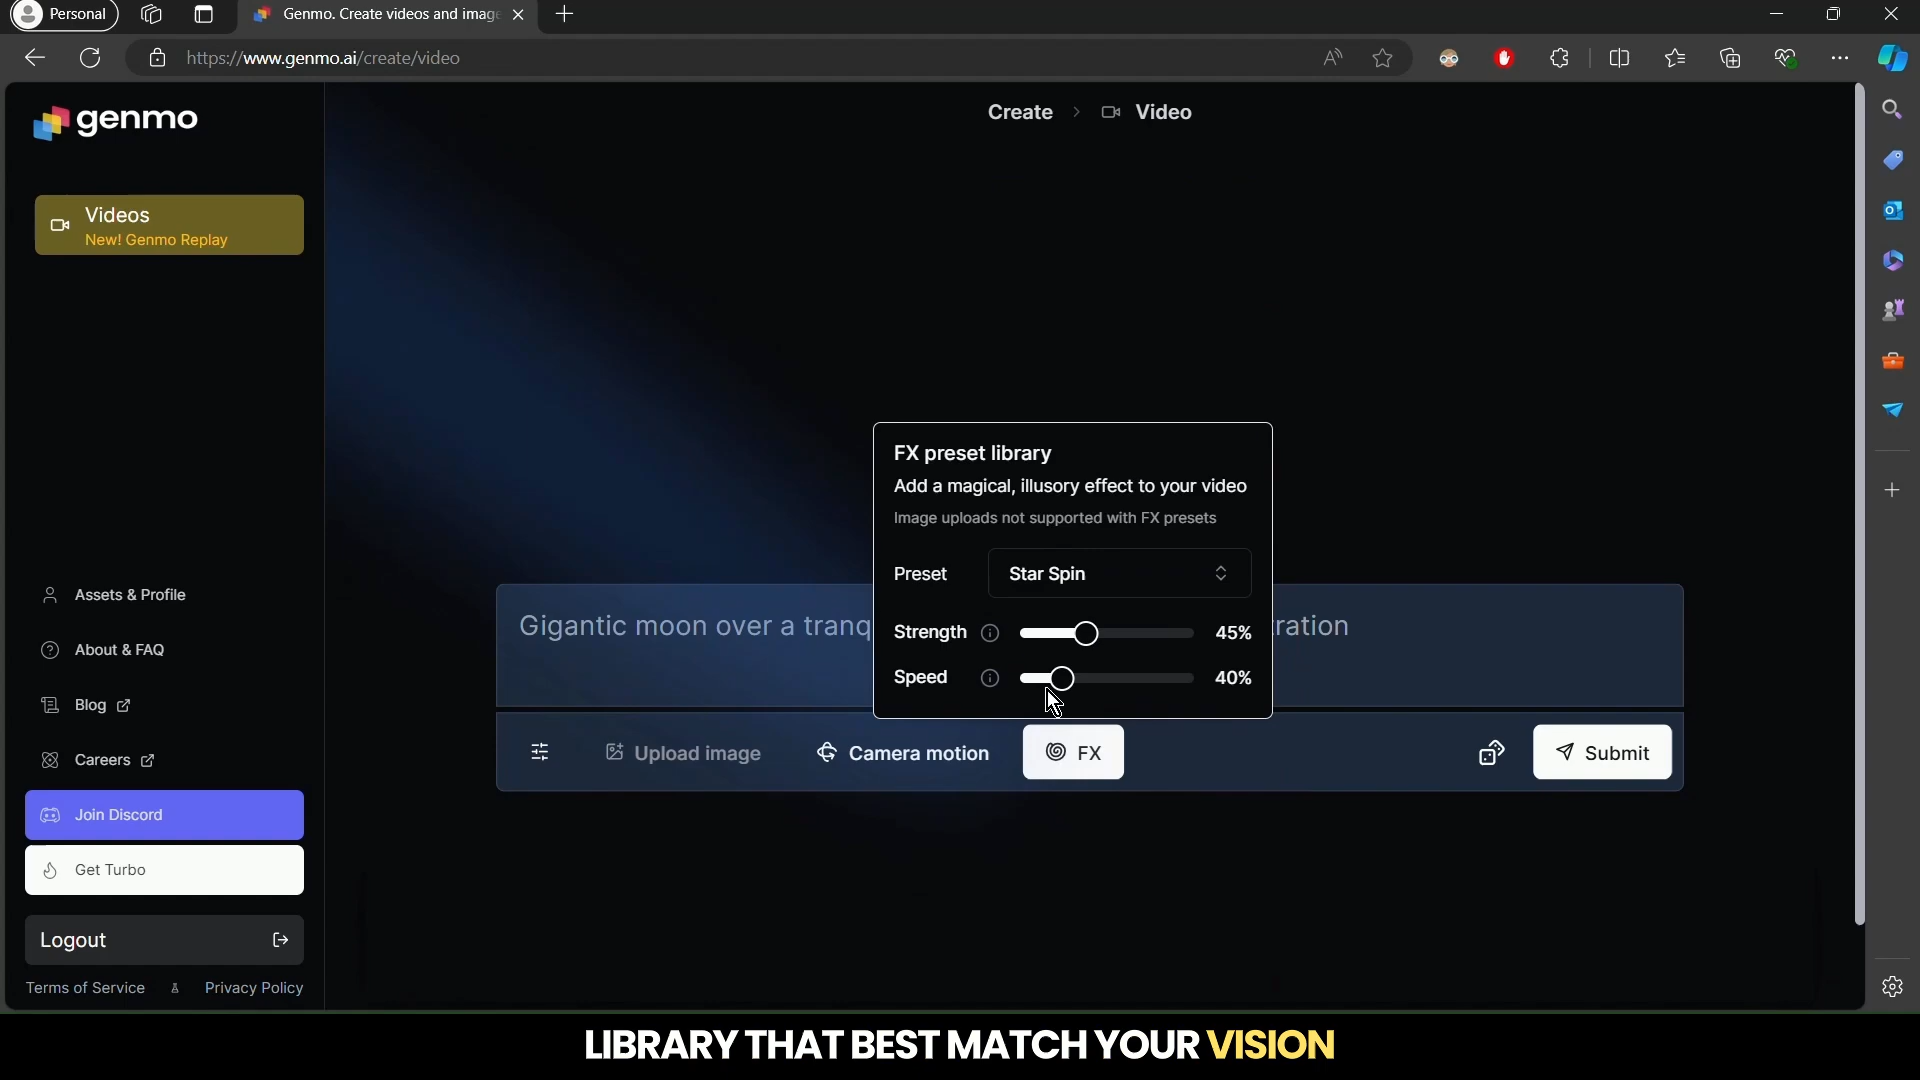 Personal
Genmo. Create videos and image
https://www.genmo.ai/create/video
genmo
Create > Video
Videos
New! Genmo Replay
FX preset library
Add a magical, illusory effect to your video
Image uploads not supported with FX presets
Preset Star Spin
Gigantic moon over a tranq
ration
Strength 45%
Speed 40%
Upload image
Camera motion
FX
Submit
Assets & Profile
About & FAQ
Blog
Careers
Join Discord
Get Turbo
Logout
Terms of Service
Privacy Policy
LIBRARY THAT BEST MATCH YOUR VISION